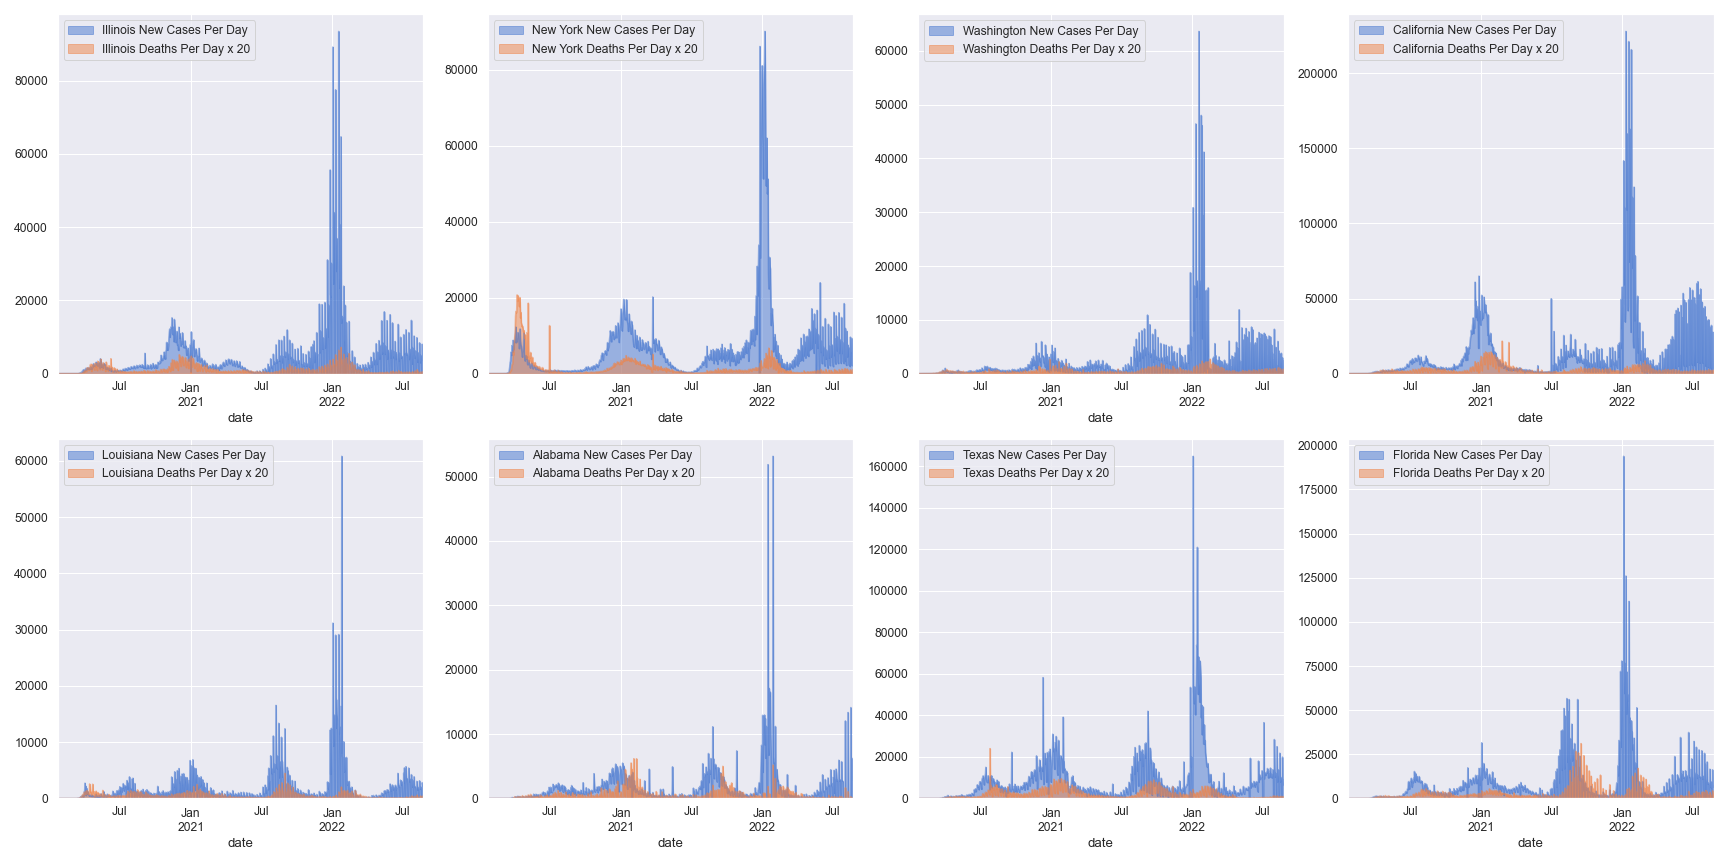 Illinois New Cases Per Day
Illinois Deaths Per Day x 20
80000
60000
40000
20000
0
Jul
Jan
2021
Jul
Jan
2022
Jul
date
New York New Cases Per Day
New York Deaths Per Day x 20
80000
60000
40000
20000
0
Jul
Jan
2021
Jul
Jan
2022
Jul
date
Washington New Cases Per Day
Washington Deaths Per Day x 20
60000
50000
40000
30000
20000
10000
0
Jul
Jan
2021
Jul
Jan
2022
Jul
date
California New Cases Per Day
California Deaths Per Day x 20
200000
150000
100000
50000
0
Jul
Jan
2021
Jul
Jan
2022
Jul
date
Louisiana New Cases Per Day
Louisiana Deaths Per Day x 20
60000
50000
40000
30000
20000
10000
0
Jul
Jan
2021
Jul
Jan
2022
Jul
date
Alabama New Cases Per Day
Alabama Deaths Per Day x 20
50000
40000
30000
20000
10000
0
Jul
Jan
2021
Jul
Jan
2022
Jul
date
Texas New Cases Per Day
Texas Deaths Per Day x 20
160000
140000
120000
100000
80000
60000
40000
20000
0
Jul
Jan
2021
Jul
Jan
2022
Jul
date
Florida New Cases Per Day
Florida Deaths Per Day x 20
200000
175000
150000
125000
100000
75000
50000
25000
0
Jul
Jan
2021
Jul
Jan
2022
Jul
date